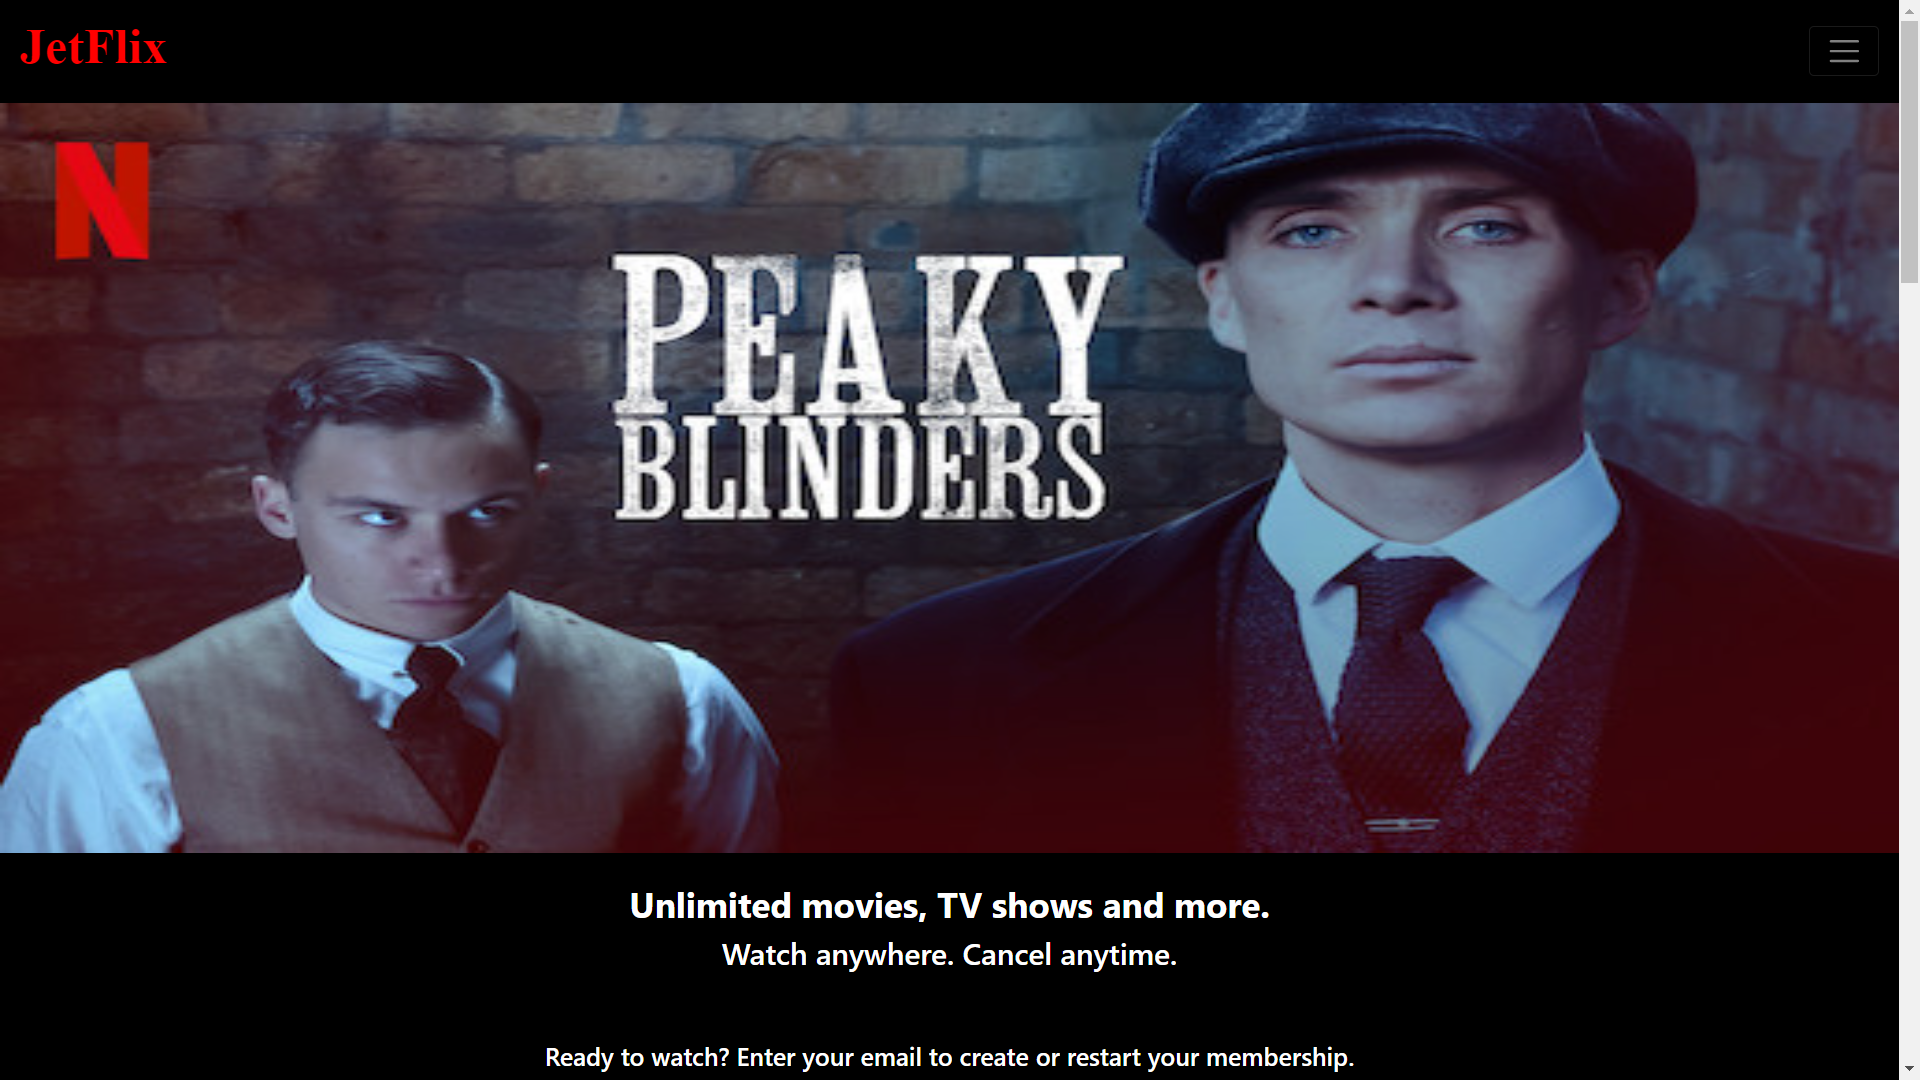 JetFlix
N
PEAKY
BLINDERS
Unlimited movies, TV shows and more.
Watch anywhere. Cancel anytime.
Ready to watch? Enter your email to create or restart your membership.